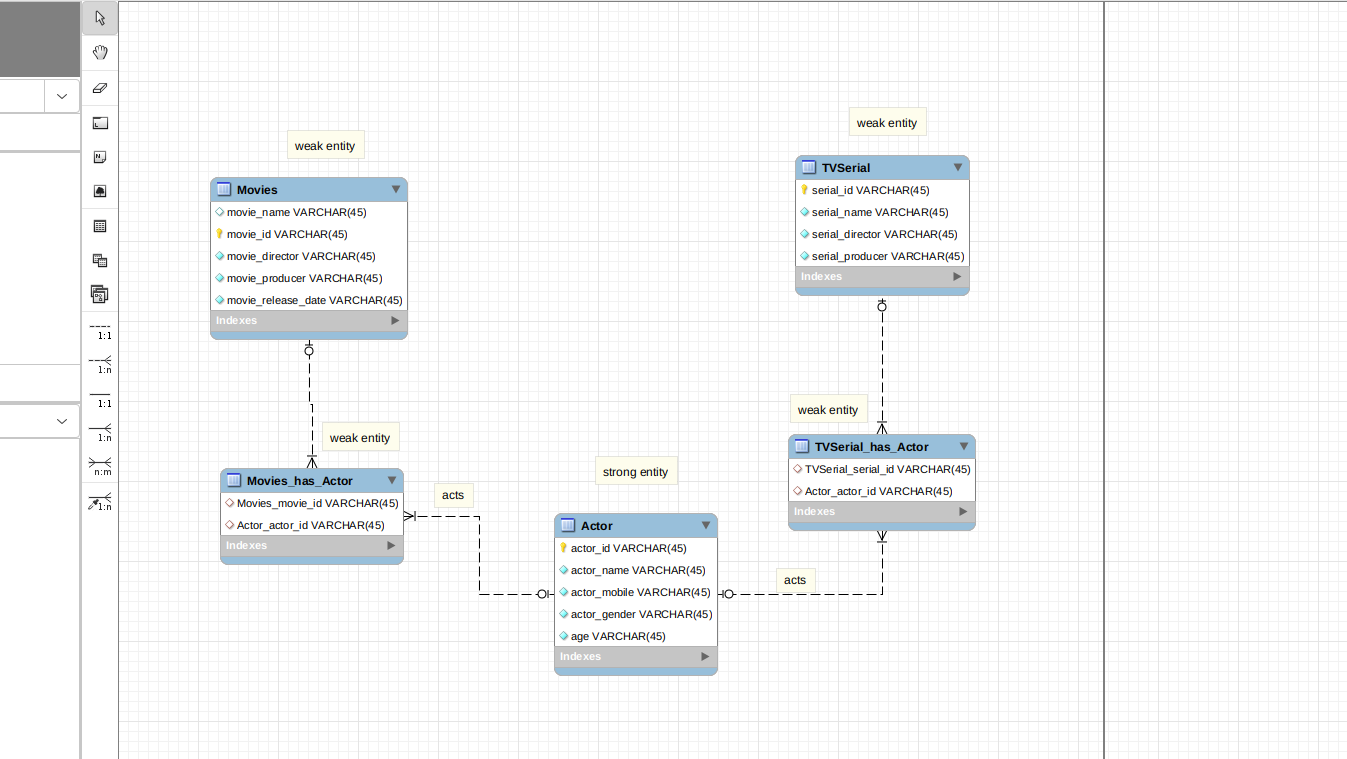 1:1
1:n
1:1
1:n
n:m
1:n
weak entity
Movies
movie_name VARCHAR(45)
movie_id VARCHAR(45)
movie_director VARCHAR(45)
movie_producer VARCHAR(45)
movie_release_date VARCHAR(45)
Indexes
weak entity
TVSerial
serial_id VARCHAR(45)
serial_name VARCHAR(45)
serial_director VARCHAR(45)
serial_producer VARCHAR(45)
Indexes
weak entity
Movies_has_Actor
Movies_movie_id VARCHAR(45)
Actor_actor_id VARCHAR(45)
Indexes
acts
strong entity
Actor
actor_id VARCHAR(45)
actor_name VARCHAR(45)
actor_mobile VARCHAR(45)
actor_gender VARCHAR(45)
age VARCHAR(45)
Indexes
weak entity
TVSerial_has_Actor
TVSerial_serial_id VARCHAR(45)
Actor_actor_id VARCHAR(45)
Indexes
acts